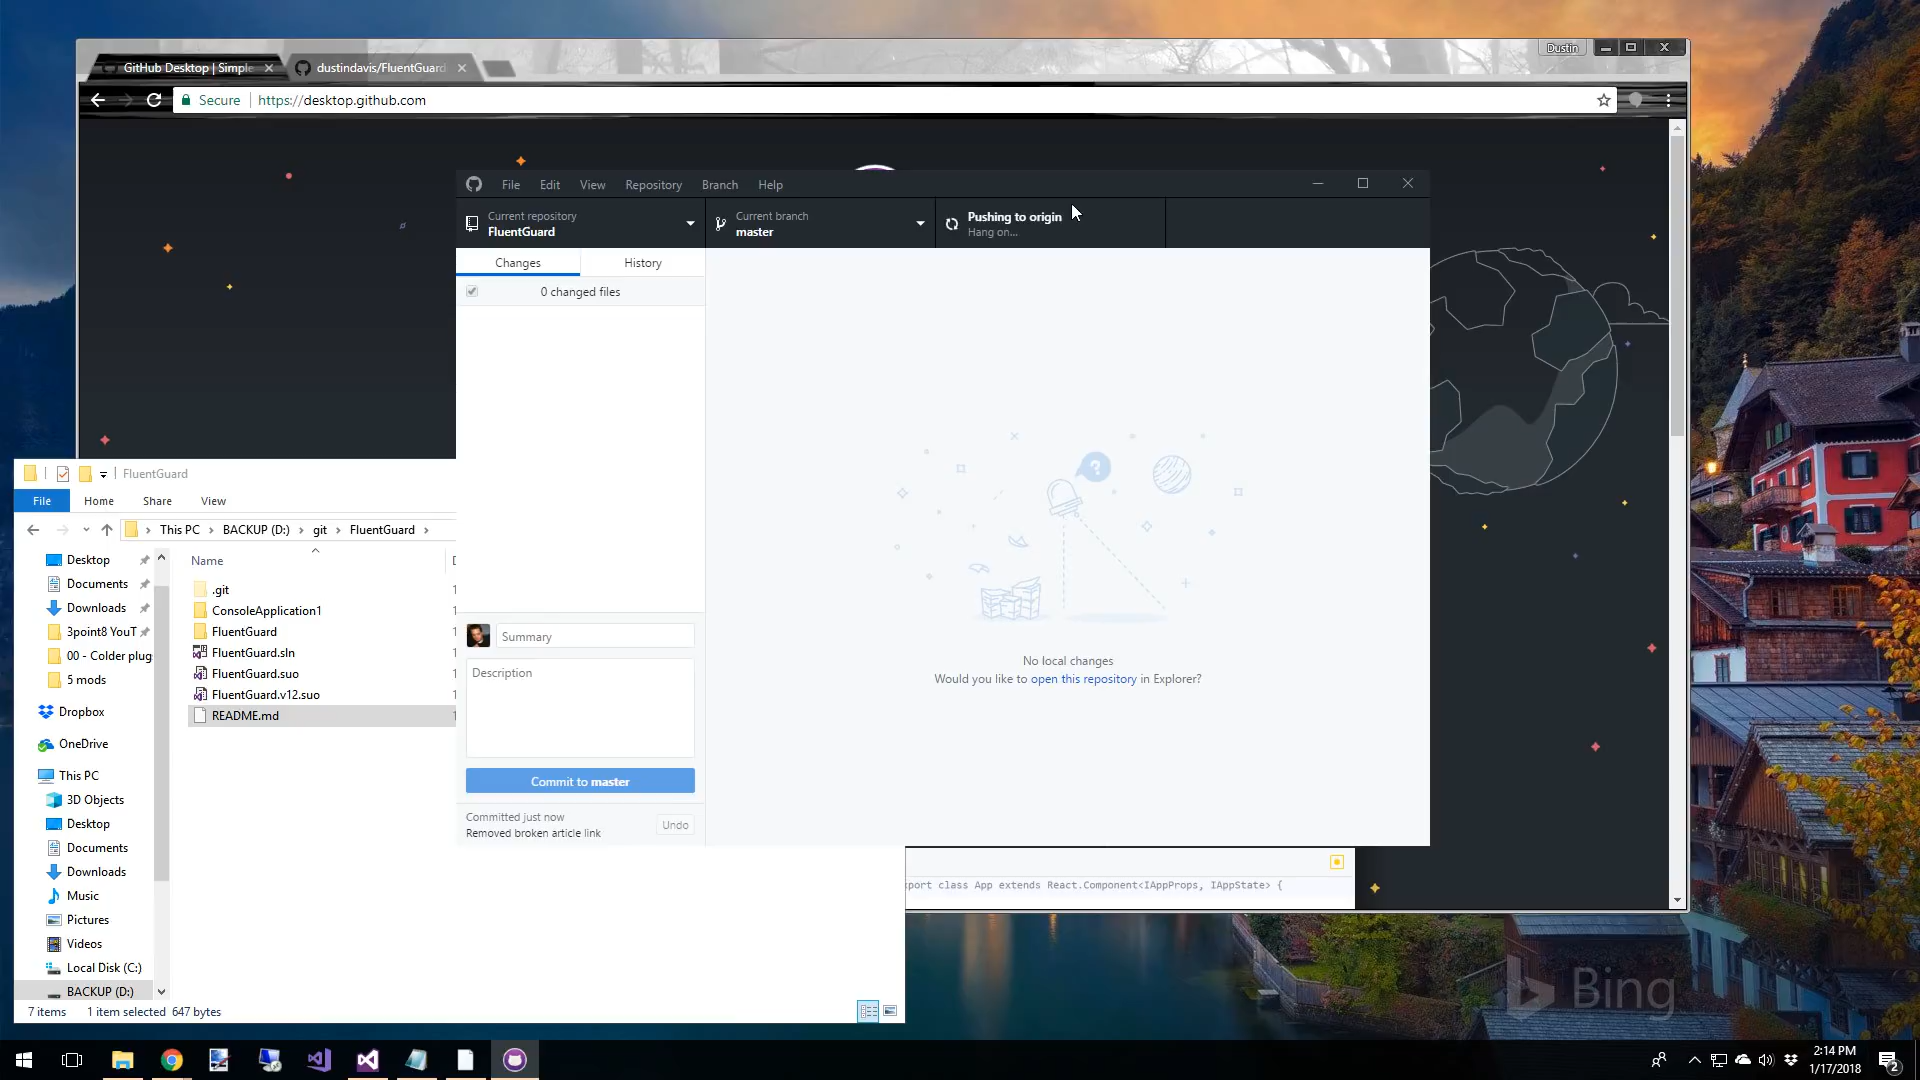 Dustin
GitHub Desktop | Simple
dustindavis/FluentGuard
Secure
https://desktop.github.com
File
Edit
View
Repository
Branch
Help
Current repository
FluentGuard
Current branch
master
Pushing to origin
Hang on...
Changes
History
0 changed files
No local changes
Would you like to open this repository in Explorer?
Summary
Description
Commit to master
Committed just now
Removed broken article link
Undo
FluentGuard
File
Home
Share
View
This PC
BACKUP (D:)
git
FluentGuard
Desktop
Documents
Downloads
3point8 YouT
00 - Colder plug
5 mods
Dropbox
OneDrive
This PC
3D Objects
Desktop
Documents
Downloads
Music
Pictures
Videos
Local Disk (C:)
BACKUP (D:)
Name
.git
ConsoleApplication1
FluentGuard
FluentGuard.sln
FluentGuard.suo
FluentGuard.v12.suo
README.md
7 items
1 item selected 647 bytes
port class App extends React.Component<IAppProps, IAppState> {
Bing
2:14 PM
1/17/2018
2